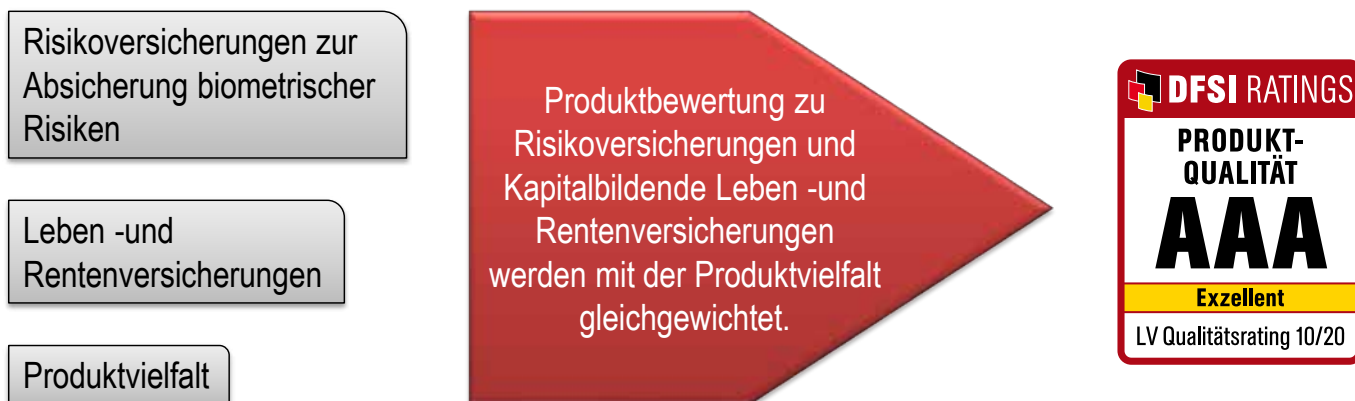 Risikoversicherungen zur
Absicherung biometrischer
Risiken
Leben -und
Rentenversicherungen
Produktvielfalt
Produktbewertung zu
Risikoversicherungen und
Kapitalbildende Leben -und
Rentenversicherungen
werden mit der Produktvielfalt
gleichgewichtet.
DFSI RATINGS
PRODUKT-
QUALITÄT
AAA
Exzellent
LV Qualitätsrating 10/20